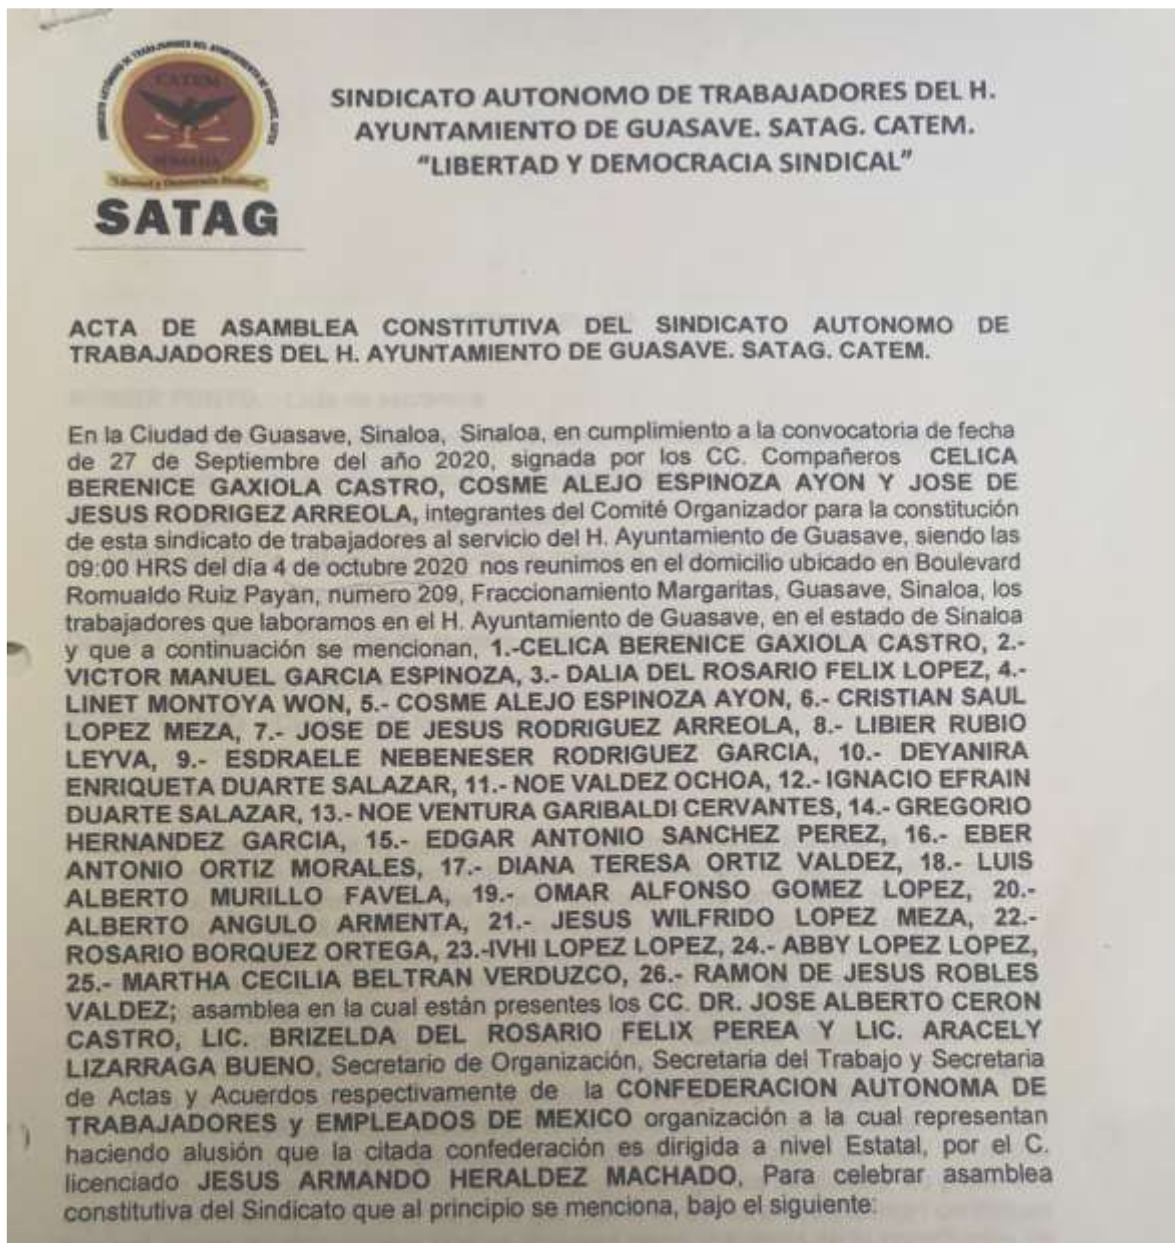 SINDICATO AUTONOMO DE TRABAJADORES DEL H.
AYUNTAMIENTO DE GUASAVE. SATAG. CATEM.
"LIBERTAD Y DEMOCRACIA SINDICAL"
CATEM
SATAG
ACTA DE ASAMBLEA CONSTITUTIVA DEL SINDICATO AUTONOMO DE
TRABAJADORES DEL H. AYUNTAMIENTO DE GUASAVE. SATAG. CATEM.
En la Ciudad de Guasave, Sinaloa, Sinaloa, en cumplimiento a la convocatoria de fecha
de 27 de Septiembre del año 2020, signada por los CC. Compañeros CELICA
BERENICE GAXIOLA CASTRO, COSME ALEJO ESPINOZA AYON Y JOSE DE
JESUS RODRIGEZ ARREOLA, integrantes del Comité Organizador para la constitución
de esta sindicato de trabajadores al servicio del H. Ayuntamiento de Guasave, siendo las
09:00 HRS del día 4 de octubre 2020 nos reunimos en el domicilio ubicado en Boulevard
Romualdo Ruiz Payan, numero 209, Fraccionamiento Margaritas, Guasave, Sinaloa, los
trabajadores que laboramos en el H. Ayuntamiento de Guasave, en el estado de Sinaloa
y que a continuación se mencionan, 1.-CELICA BERENICE GAXIOLA CASTRO, 2.-
VICTOR MANUEL GARCIA ESPINOZA, 3.- DALIA DEL ROSARIO FELIX LOPEZ, 4.-
LINET MONTOYA WON, 5.- COSME ALEJO ESPINOZA AYON, 6.- CRISTIAN SAUL
LOPEZ MEZA, 7.- JOSE DE JESUS RODRIGUEZ ARREOLA, 8.- LIBIER RUBIO
LEYVA, 9.- ESDRAELE NEBENESER RODRIGUEZ GARCIA, 10.- DEYANIRA
ENRIQUETA DUARTE SALAZAR, 11.- NOE VALDEZ OCHOA, 12.- IGNACIO EFRAIN
DUARTE SALAZAR, 13.- NOE VENTURA GARIBALDI CERVANTES, 14.- GREGORIO
HERNANDEZ GARCIA, 15.- EDGAR ANTONIO SANCHEZ PEREZ, 16.- EBER
ANTONIO ORTIZ MORALES, 17.- DIANA TERESA ORTIZ VALDEZ, 18.- LUIS
ALBERTO MURILLO FAVELA, 19.- OMAR ALFONSO GOMEZ LOPEZ, 20.-
ALBERTO ANGULO ARMENTA, 21.- JESUS WILFRIDO LOPEZ MEZA, 22.-
ROSARIO BORQUEZ ORTEGA, 23.-IVHI LOPEZ LOPEZ, 24.- ABBY LOPEZ LOPEZ,
25.- MARTHA CECILIA BELTRAN VERDUZCO, 26.- RAMON DE JESUS ROBLES
VALDEZ; asamblea en la cual están presentes los CC. DR. JOSE ALBERTO CERON
CASTRO, LIC. BRIZELDA DEL ROSARIO FELIX PEREA Y LIC. ARACELY
LIZARRAGA BUENO, Secretario de Organización, Secretaria del Trabajo y Secretaria
de Actas y Acuerdos respectivamente de la CONFEDERACION AUTONOMA DE
TRABAJADORES y EMPLEADOS DE MEXICO organización a la cual representan
haciendo alusión que la citada confederación es dirigida a nivel Estatal, por el C.
licenciado JESUS ARMANDO HERALDEZ MACHADO, Para celebrar asamblea
constitutiva del Sindicato que al principio se menciona, bajo el siguiente: